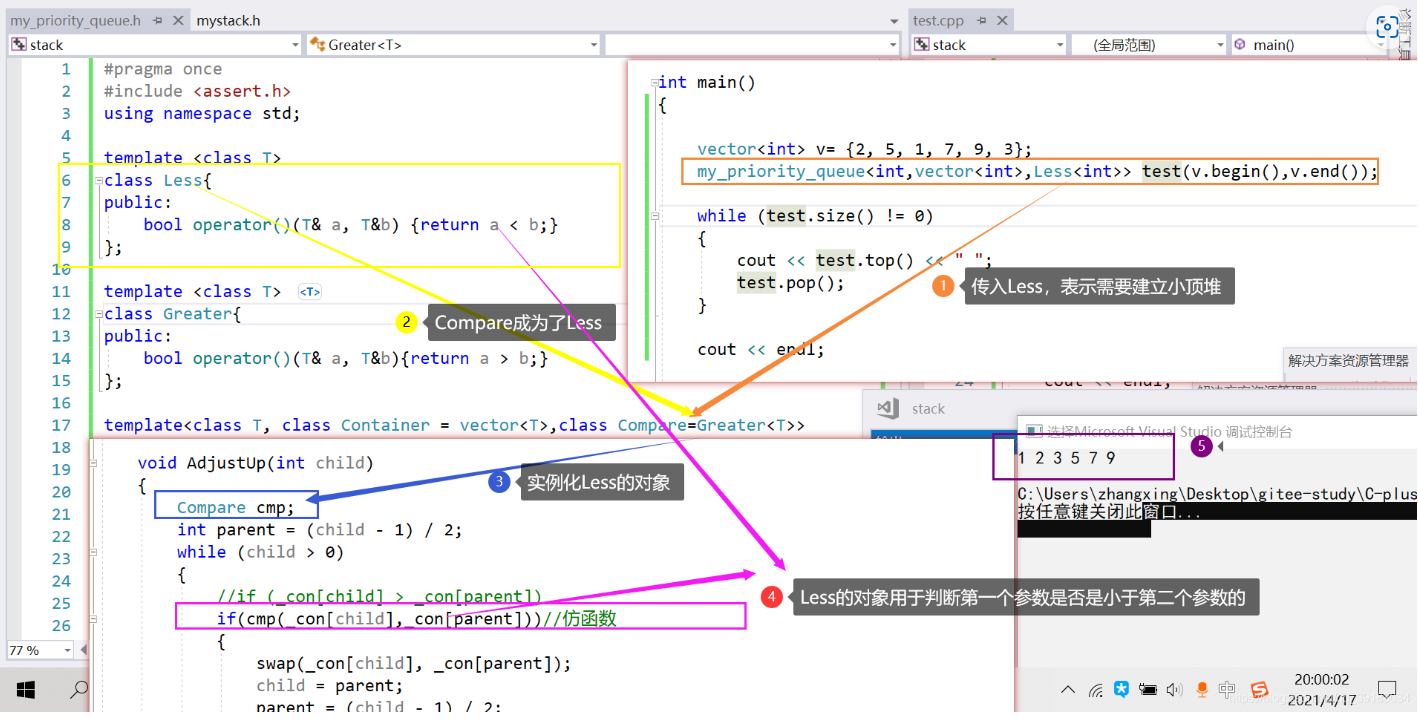 my_priority_queue.h mystack.h
stack Greater<T>
1 #pragma once
2 #include <assert.h>
3 using namespace std;
4
5 template <class T>
6 class Less{
7 public:
8 bool operator()(T& a, T&b) {return a < b;}
9 };
10
11 template <class T> <T>
12 class Greater{
13 public:
14 bool operator()(T& a, T&b){return a > b;}
15 };
16
17 template<class T, class Container = vector<T>,class Compare=Greater<T>>
18
19
20
21
22
23
24
25
26
2 Compare成为了Less
void AdjustUp(int child)
{
3 实例化Less的对象
Compare cmp;
int parent = (child - 1) / 2;
while (child > 0)
{
//if (_con[child] > _con[parent])
if(cmp(_con[child],_con[parent]))//仿函数
{
swap(_con[child], _con[parent]);
child = parent;
parent = (child - 1) / 2;
77 %
test.cpp
stack (全局范围) main()
int main()
{
vector<int> v= {2, 5, 1, 7, 9, 3};
my_priority_queue<int,vector<int>,Less<int>> test(v.begin(),v.end());
while (test.size() != 0)
{
cout << test.top() << " ";
test.pop();
}
1 传入Less，表示需要建立小顶堆
cout << endl;
解决方案资源管理器
24 cout << endl;
stack
选择Microsoft Visual Studio 调试控制台
5
1 2 3 5 7 9
C:\Users\zhangxing\Desktop\gitee-study\C-plus
按任意键关闭此窗口...
4 Less的对象用于判断第一个参数是否是小于第二个参数的
中
20:00:02
2021/4/17